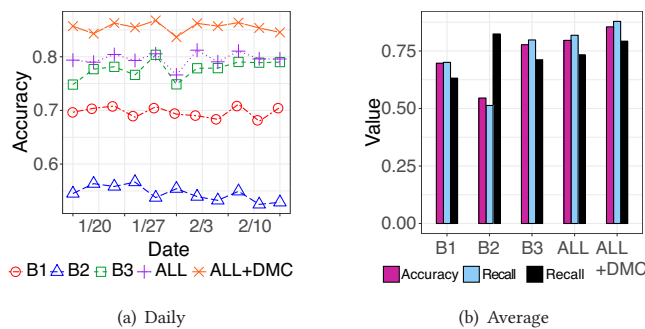 0.8
0.7
0.6
Accuracy
1/20 1/27 2/3 2/10
Date
B1 B2 B3 ALL ALL+DMC
(a) Daily
0.75
0.50
0.25
0.00
Value
B1 B2 B3 ALL ALL
+DMC
Accuracy Recall Recall
(b) Average